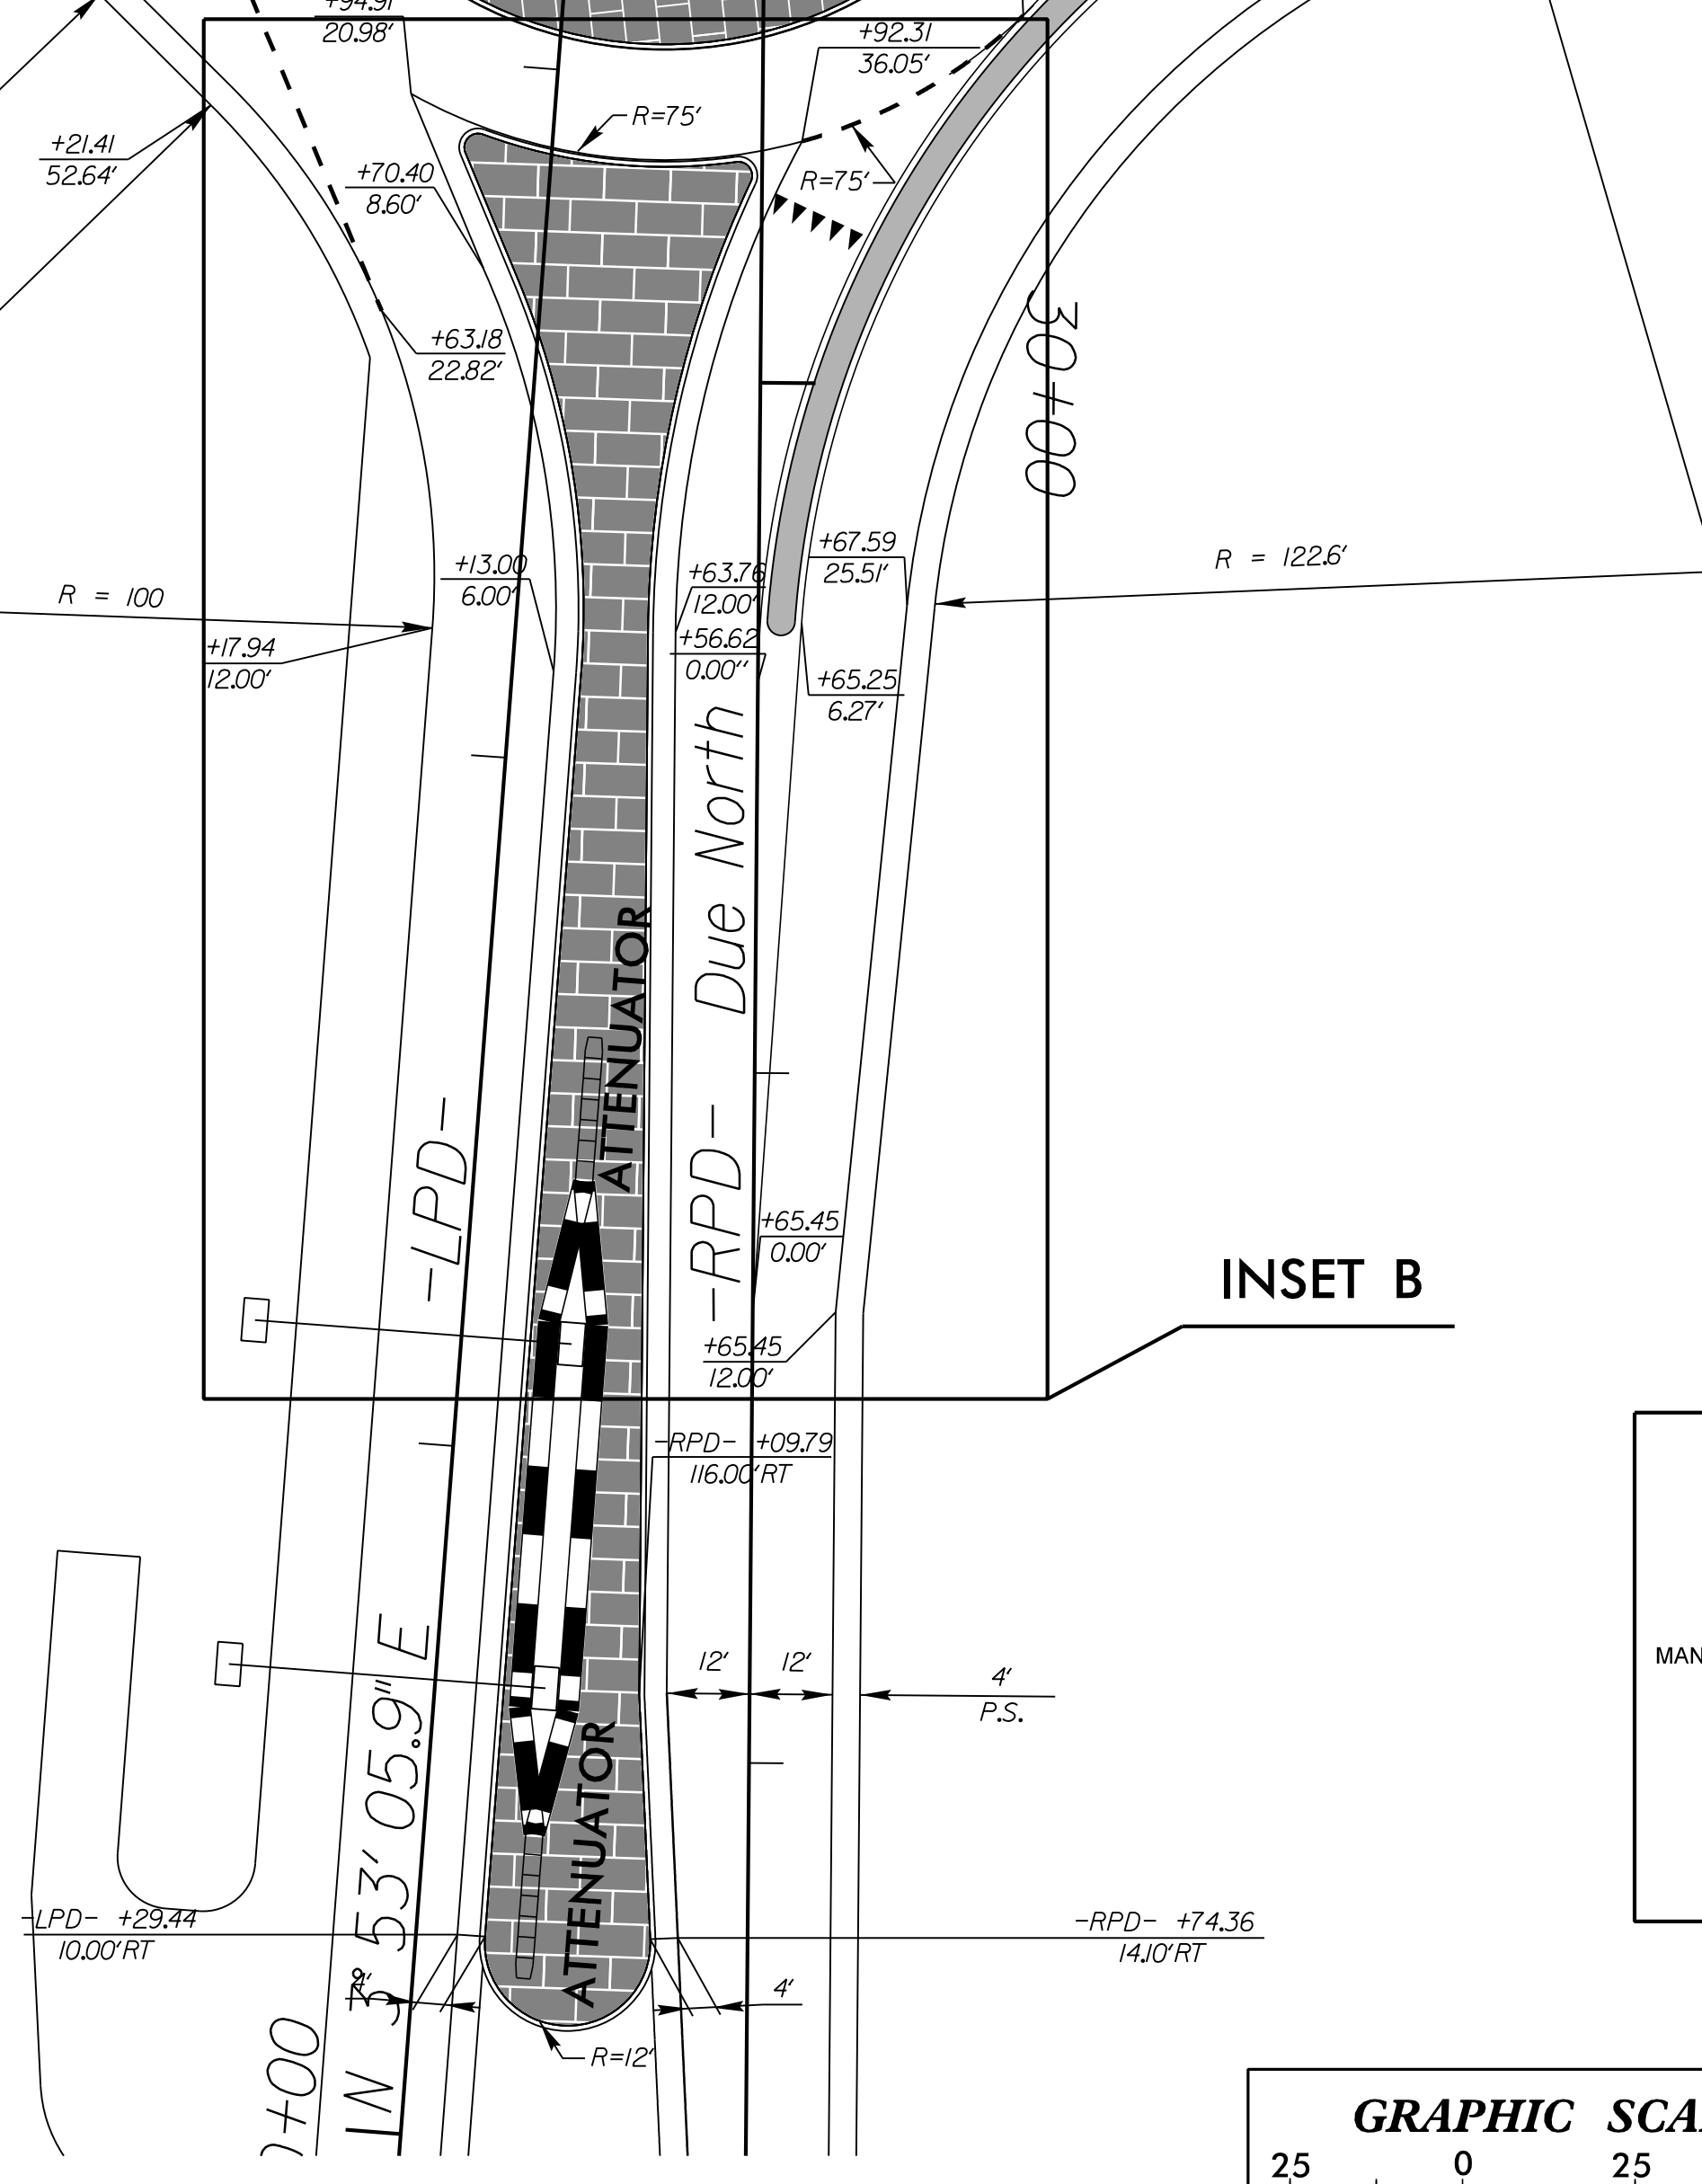 +94.91
20.98'
+92.31
36.05'
R=75'
+21.41
52.64'
+70.40
8.60'
R=75'
+63.18
22.82'
30+00
+13.00
6.00'
+63.76
12.00'
+67.59
25.51'
R = 122.6'
R = 100
+17.94
12.00'
+56.62
0.00"
+65.25
6.27'
-RPD- Due North
ATTENUATOR
-LPD-
+65.45
0.00'
INSET B
+65.45
12.00'
-RPD- +09.79
116.00'RT
12'
12'
4'
P.S.
MAN
3° 53' 05.9" E
ATTENUATOR
-LPD- +29.44
10.00'RT
-RPD- +74.36
14.10'RT
4'
4'
R=12'
+00
GRAPHIC SCA
25
0
25